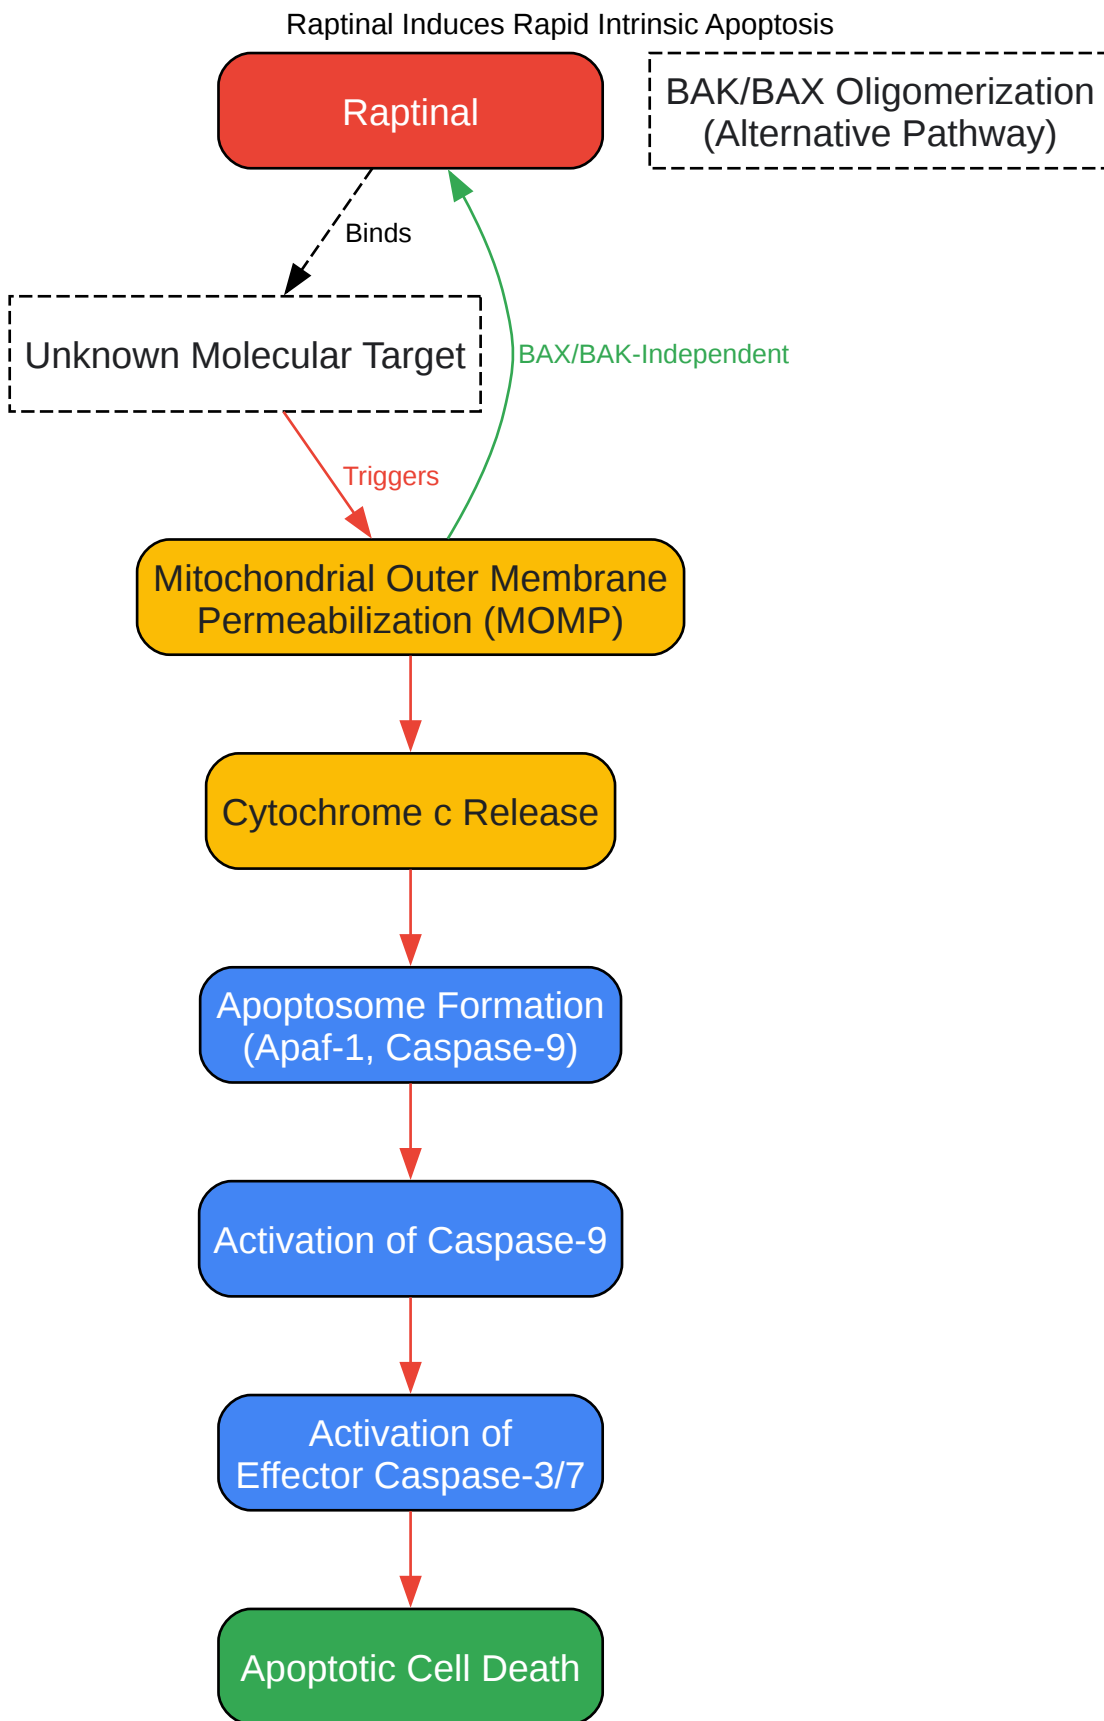 Raptinal Induces Rapid Intrinsic Apoptosis
Raptinal
BAK/BAX Oligomerization
(Alternative Pathway)
Binds
Unknown Molecular Target
BAX/BAK-Independent
Triggers
Mitochondrial Outer Membrane
Permeabilization (MOMP)
Cytochrome c Release
Apoptosome Formation
(Apaf-1, Caspase-9)
Activation of Caspase-9
Activation of
Effector Caspase-3/7
Apoptotic Cell Death